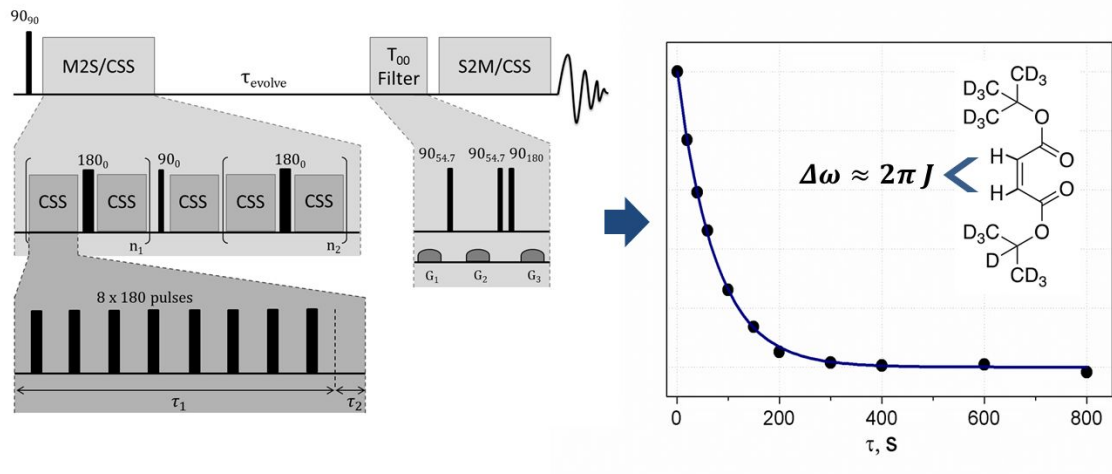 90₉₀
M2S/CSS
τevolve
T₀₀
Filter
S2M/CSS
180₀
90₀
180₀
CSS
CSS
CSS
CSS
CSS
n₁
n₂
90₅₄.₇
90₅₄.₇
90₁₈₀
G₁
G₂
G₃
8 x 180 pulses
τ₁
τ₂
Δω ≈ 2π J
CD₃
D₃C
CD₃
D₃C
O
O
H
H
O
D₃C
O
D₃C
D
CD₃
0
200
400
600
800
τ, s